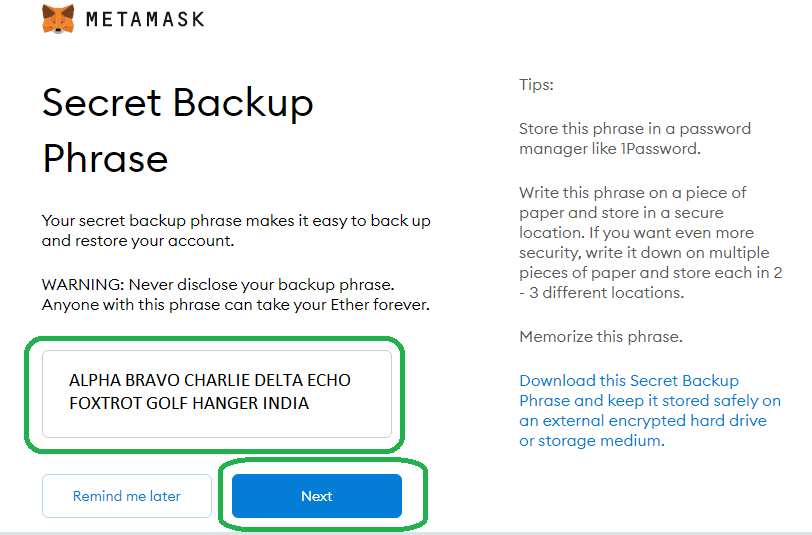 METAMASK
Secret Backup
Phrase
Your secret backup phrase makes it easy to back up
and restore your account.
WARNING: Never disclose your backup phrase.
Anyone with this phrase can take your Ether forever.
ALPHA BRAVO CHARLIE DELTA ECHO
FOXTROT GOLF HANGER INDIA
Remind me later
Next
Tips:
Store this phrase in a password
manager like 1Password.
Write this phrase on a piece of
paper and store in a secure
location. If you want even more
security, write it down on multiple
pieces of paper and store each in 2
- 3 different locations.
Memorize this phrase.
Download this Secret Backup
Phrase and keep it stored safely on
an external encrypted hard drive
or storage medium.